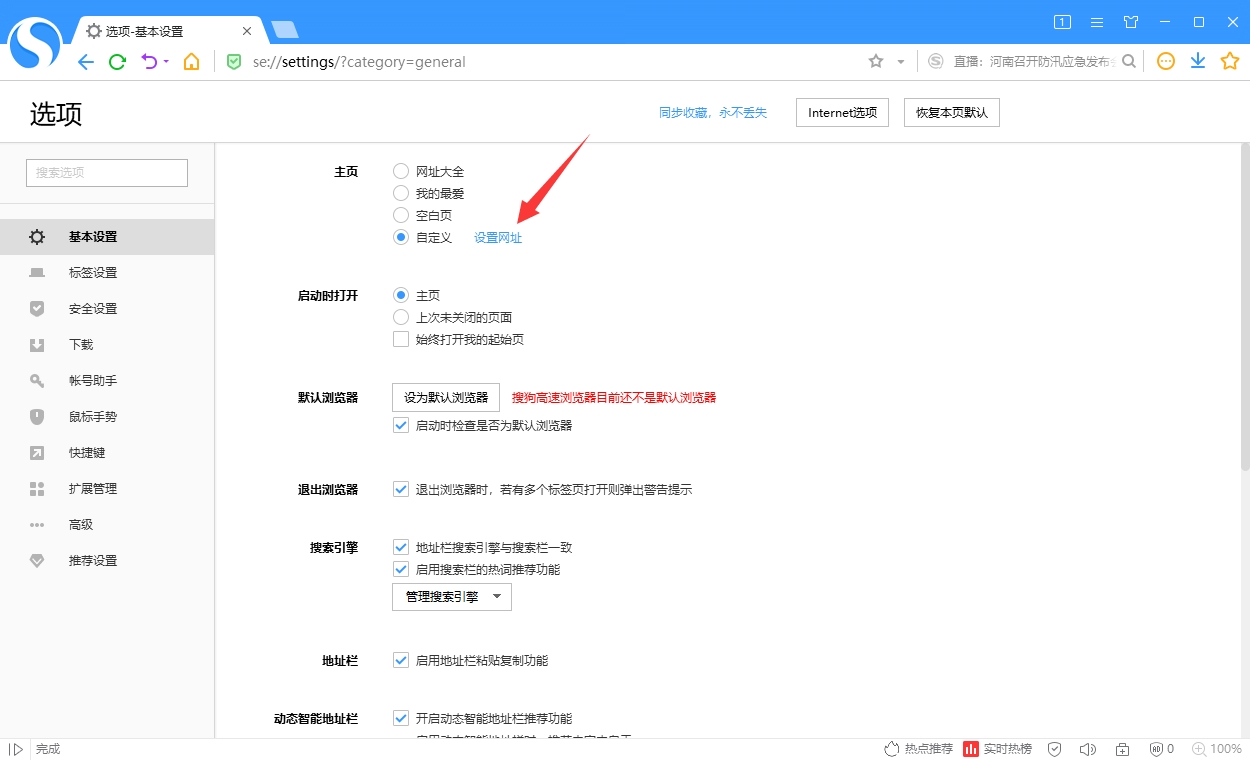 选项-基本设置
1
se://settings/?category=general
直播：河南召开防汛应急发布
选项
同步收藏，永不丢失
Internet选项
恢复本页默认
搜索选项
基本设置
标签设置
安全设置
下载
帐号助手
鼠标手势
快捷键
扩展管理
高级
推荐设置
主页
网址大全
我的最爱
空白页
自定义 设置网址
启动时打开
主页
上次未关闭的页面
始终打开我的起始页
默认浏览器
设为默认浏览器 搜狗高速浏览器目前还不是默认浏览器
启动时检查是否为默认浏览器
退出浏览器
退出浏览器时，若有多个标签页打开则弹出警告提示
搜索引擎
地址栏搜索引擎与搜索栏一致
启用搜索栏的热词推荐功能
管理搜索引擎
地址栏
启用地址栏粘贴复制功能
动态智能地址栏
开启动态智能地址栏推荐功能
完成
热点推荐
实时热榜
AD 0
100%